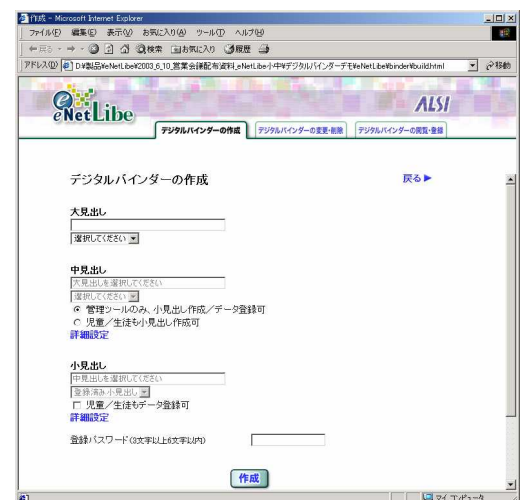 作成 - Microsoft Internet Explorer
ファイル(F) 編集(E) 表示(V) お気に入り(A) ツール(T) ヘルプ(H)
戻る 検索 お気に入り 履歴
アドレス(D) D:¥製品¥eNetLibe¥2003_6_10_営業会議配布資料_eNetLibe小中¥デジタルバインダーデモ¥eNetLibe¥binder¥build.html 移動
eNetLibe ALSI
デジタルバインダーの作成 デジタルバインダーの変更・削除 デジタルバインダーの閲覧・登録
デジタルバインダーの作成 戻る▶
大見出し
選択してください
中見出し
大見出しを選択してください
選択してください
管理ツールのみ、小見出し作成/データ登録可
児童/生徒も小見出し作成可
詳細設定
小見出し
中見出しを選択してください
登録済み小見出し
児童/生徒もデータ登録可
詳細設定
登録パスワード(3文字以上6文字以内)
作成
マイ コンピュータ